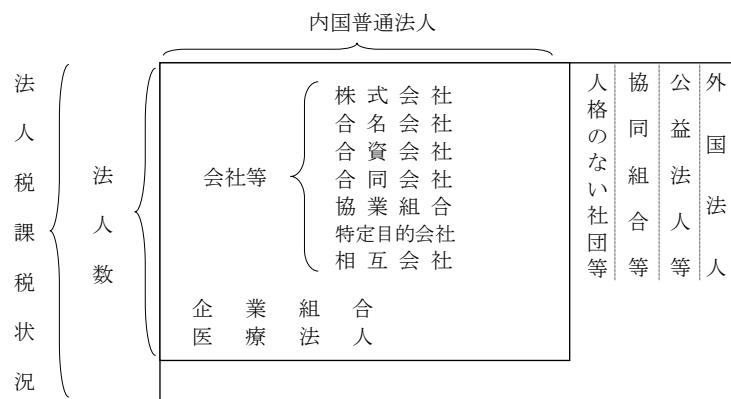 内国普通法人
法人税課税状況
法人数
会社等
株式会社
合名会社
合資会社
合同会社
協業組合
特定目的会社
相互会社
企業組合
医療法人
人格のない社団等
協同組合等
公益法人等
外国法人